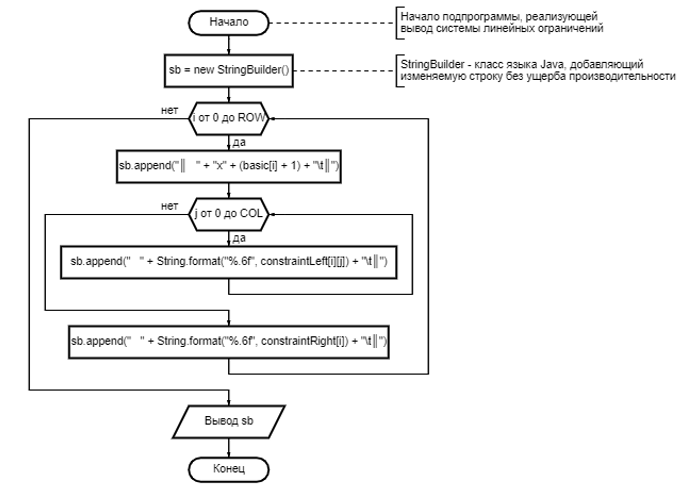 Начало
Начало подпрограммы, реализующей
вывод системы линейных ограничений
sb = new StringBuilder()
StringBuilder - класс языка Java, добавляющий
изменяемую строку без ущерба производительности
нет
i от 0 до ROW
да
sb.append("║   " + "x" + (basic[i] + 1) + "\t║")
нет
j от 0 до COL
да
sb.append("   " + String.format("%.6f", constraintLeft[i][j]) + "\t║")
sb.append("   " + String.format("%.6f", constraintRight[i]) + "\t║")
Вывод sb
Конец